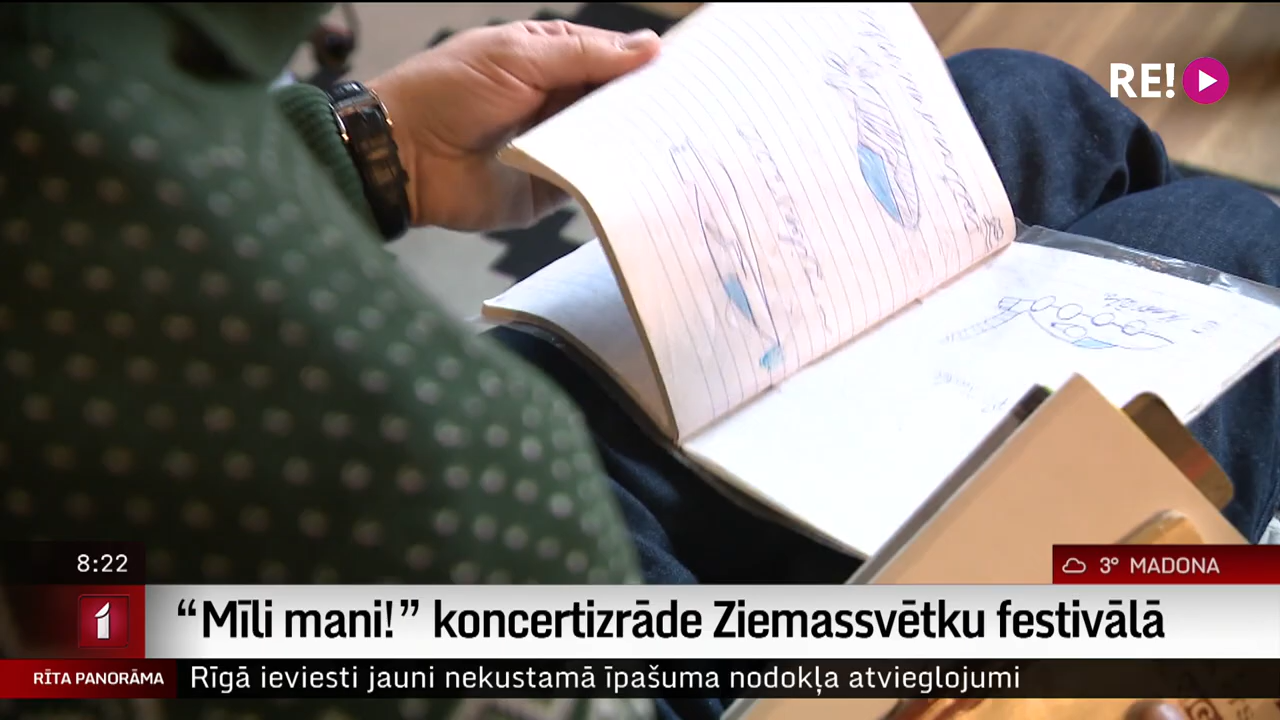 RE!
8:22
3° MADONA
1
“Mīli mani!” koncertizrāde Ziemassvētku festivālā
RĪTA PANORĀMA
Rīgā ieviesti jauni nekustamā īpašuma nodokļa atvieglojumi